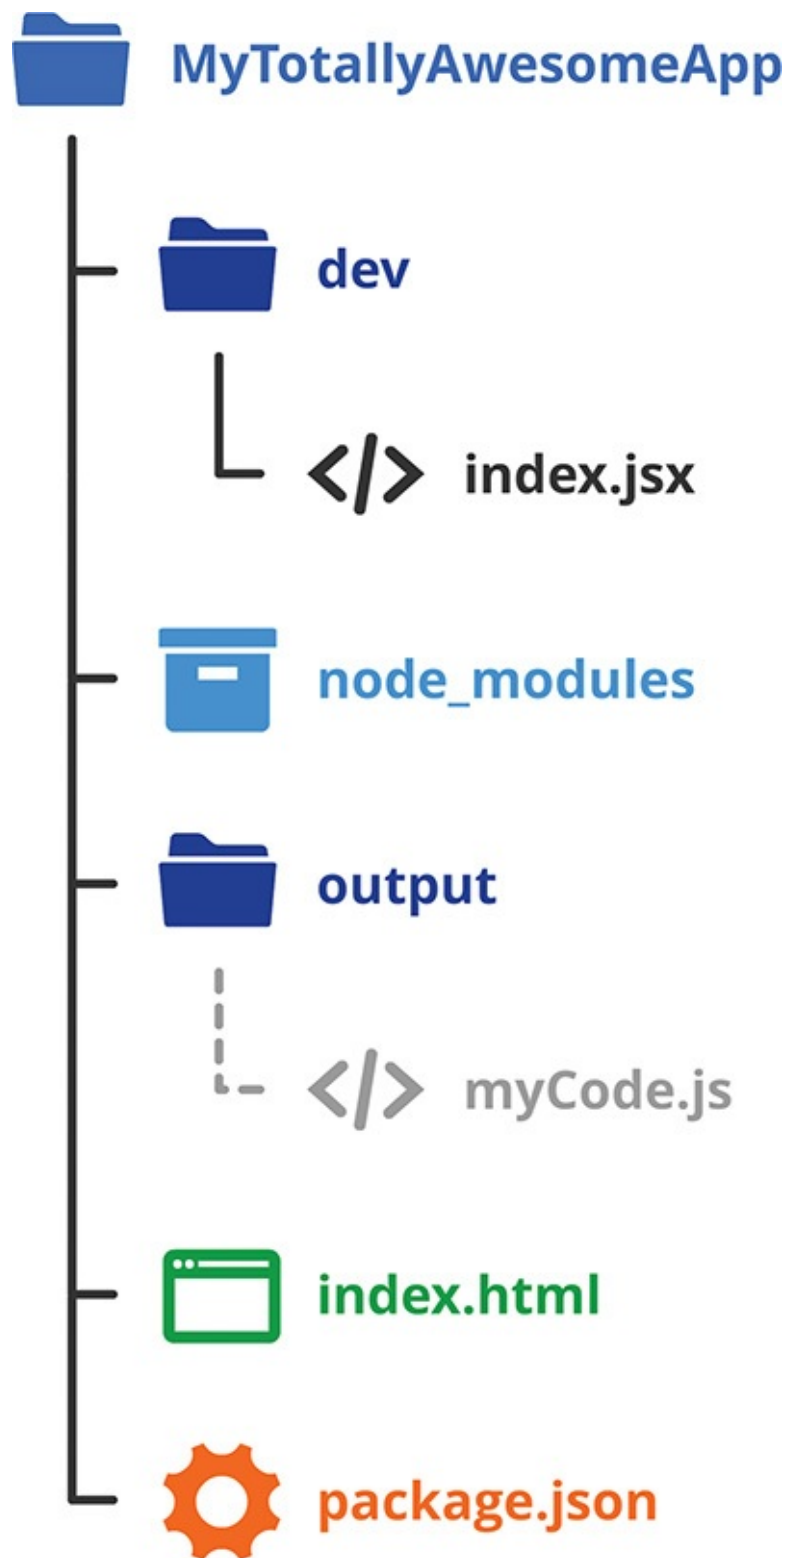 MyTotallyAwesomeApp
dev
index.jsx
node_modules
output
myCode.js
index.html
package.json